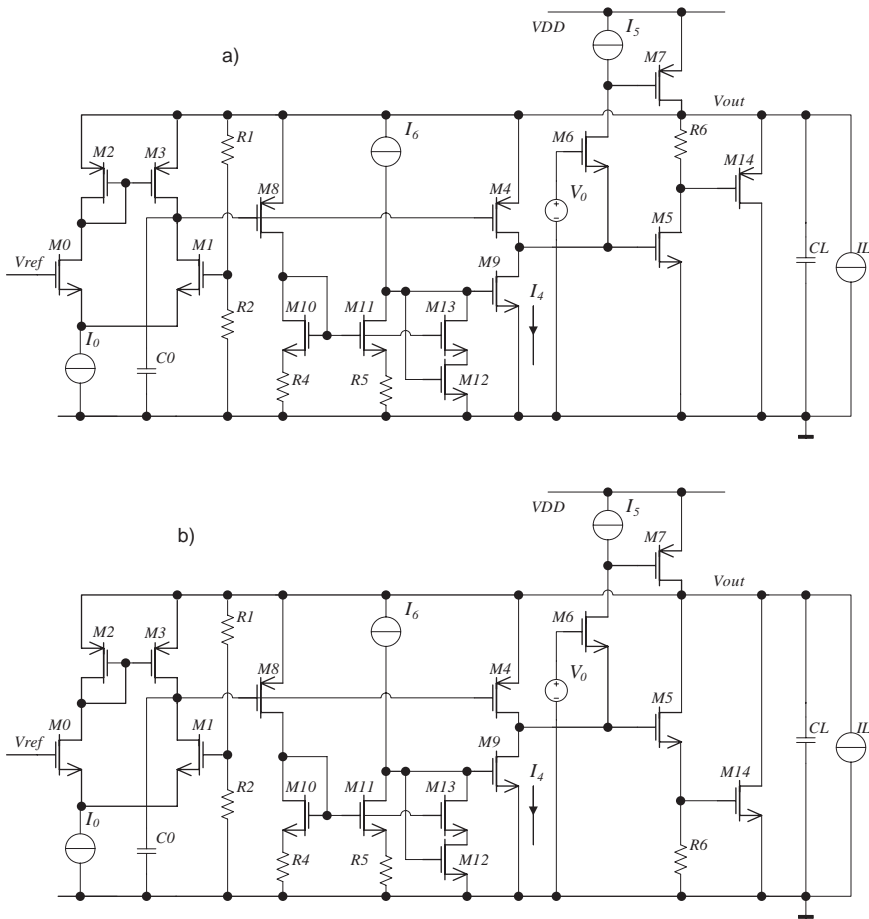 a)
VDD
I5
M7
Vout
I6
R1
R6
M2
M3
M6
M14
M8
M4
V0
M0
M1
M5
CL
IL
Vref
M9
R2
M10
M11
M13
I4
I0
C0
M12
R4
R5
b)
VDD
I5
M7
Vout
I6
R1
M2
M3
M6
M8
M4
V0
M0
M1
M5
CL
IL
Vref
M9
M14
R2
M10
M11
M13
I4
I0
C0
R6
M12
R4
R5